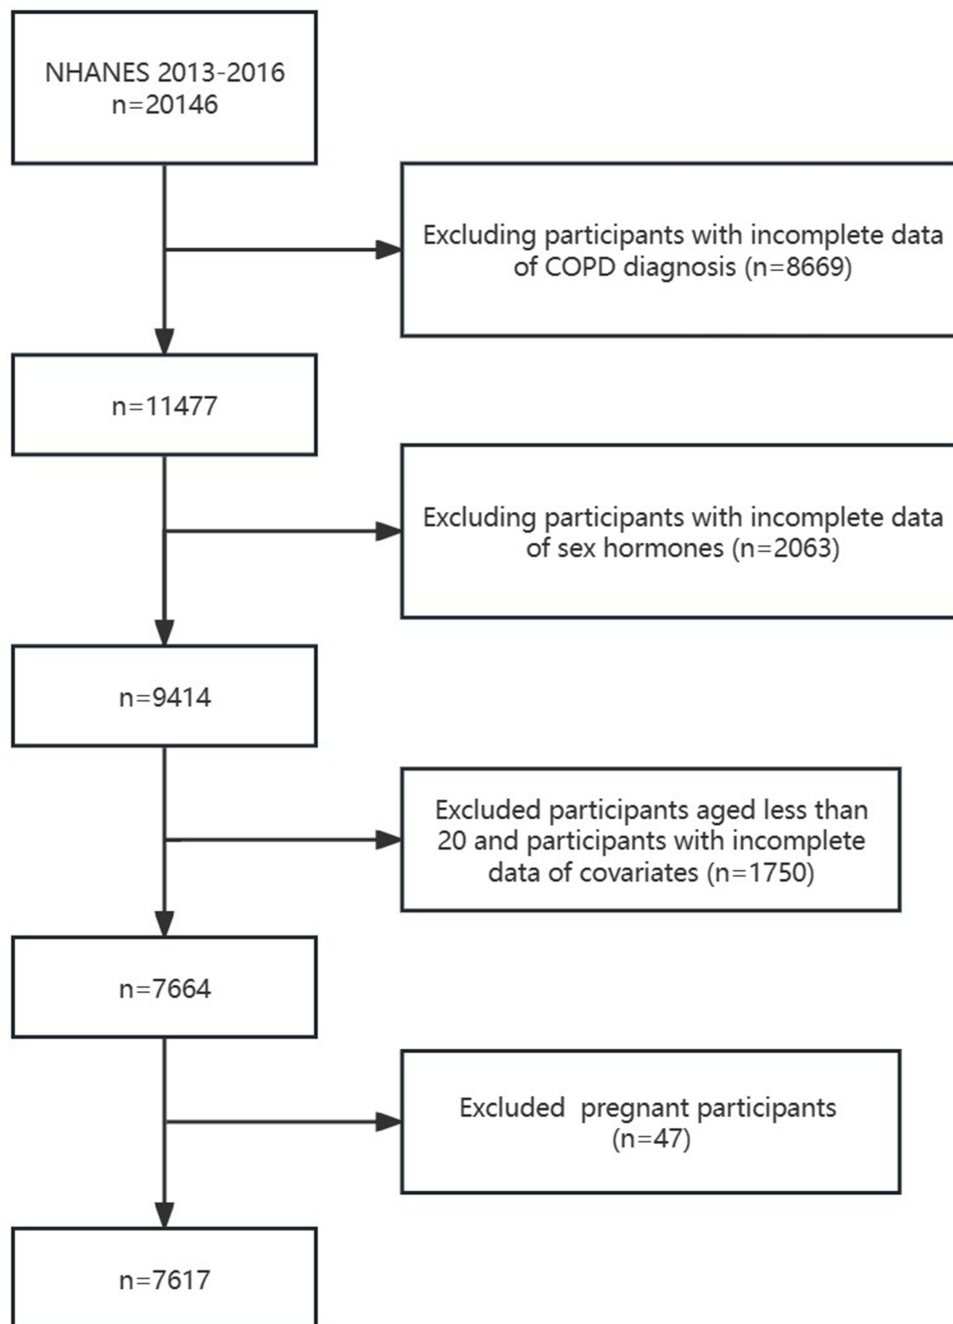 NHANES 2013-2016
n=20146
Excluding participants with incomplete data
of COPD diagnosis (n=8669)
n=11477
Excluding participants with incomplete data
of sex hormones (n=2063)
n=9414
Excluded participants aged less than
20 and participants with incomplete
data of covariates (n=1750)
n=7664
Excluded  pregnant participants
(n=47)
n=7617